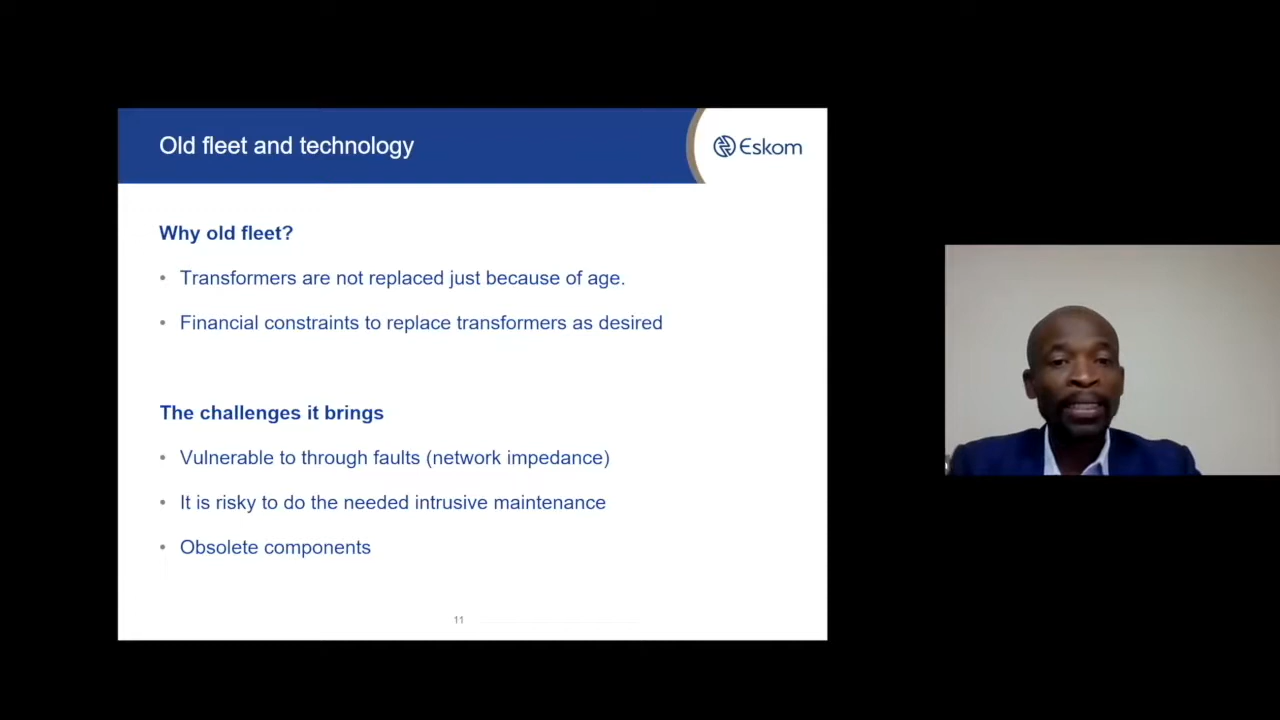 Old fleet and technology
Eskom
Why old fleet?
• Transformers are not replaced just because of age.
• Financial constraints to replace transformers as desired
The challenges it brings
• Vulnerable to through faults (network impedance)
• It is risky to do the needed intrusive maintenance
• Obsolete components
11